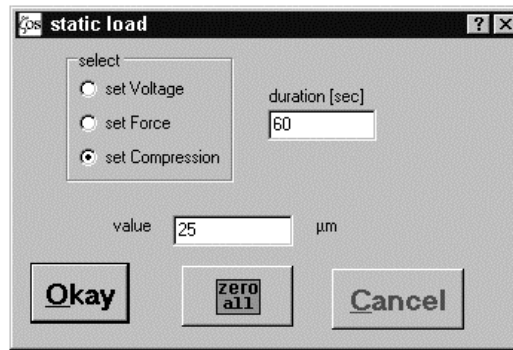 ζos static load
select
set Voltage
set Force
set Compression
duration [sec]
60
value 25 μm
Okay
zero
all
Cancel